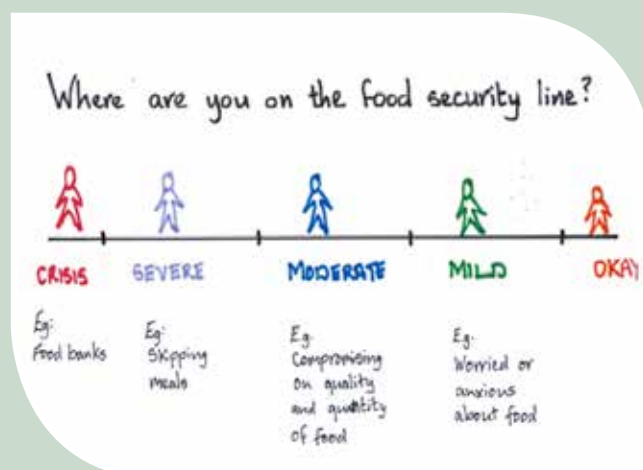 Where are you on the food security line?
CRISIS
SEVERE
MODERATE
MILD
OKAY
Eg:
Food banks
Eg:
Skipping
meals
Eg.
Compromising
on quality
and quantity
of food
Eg.
Worried or
anxious
about food